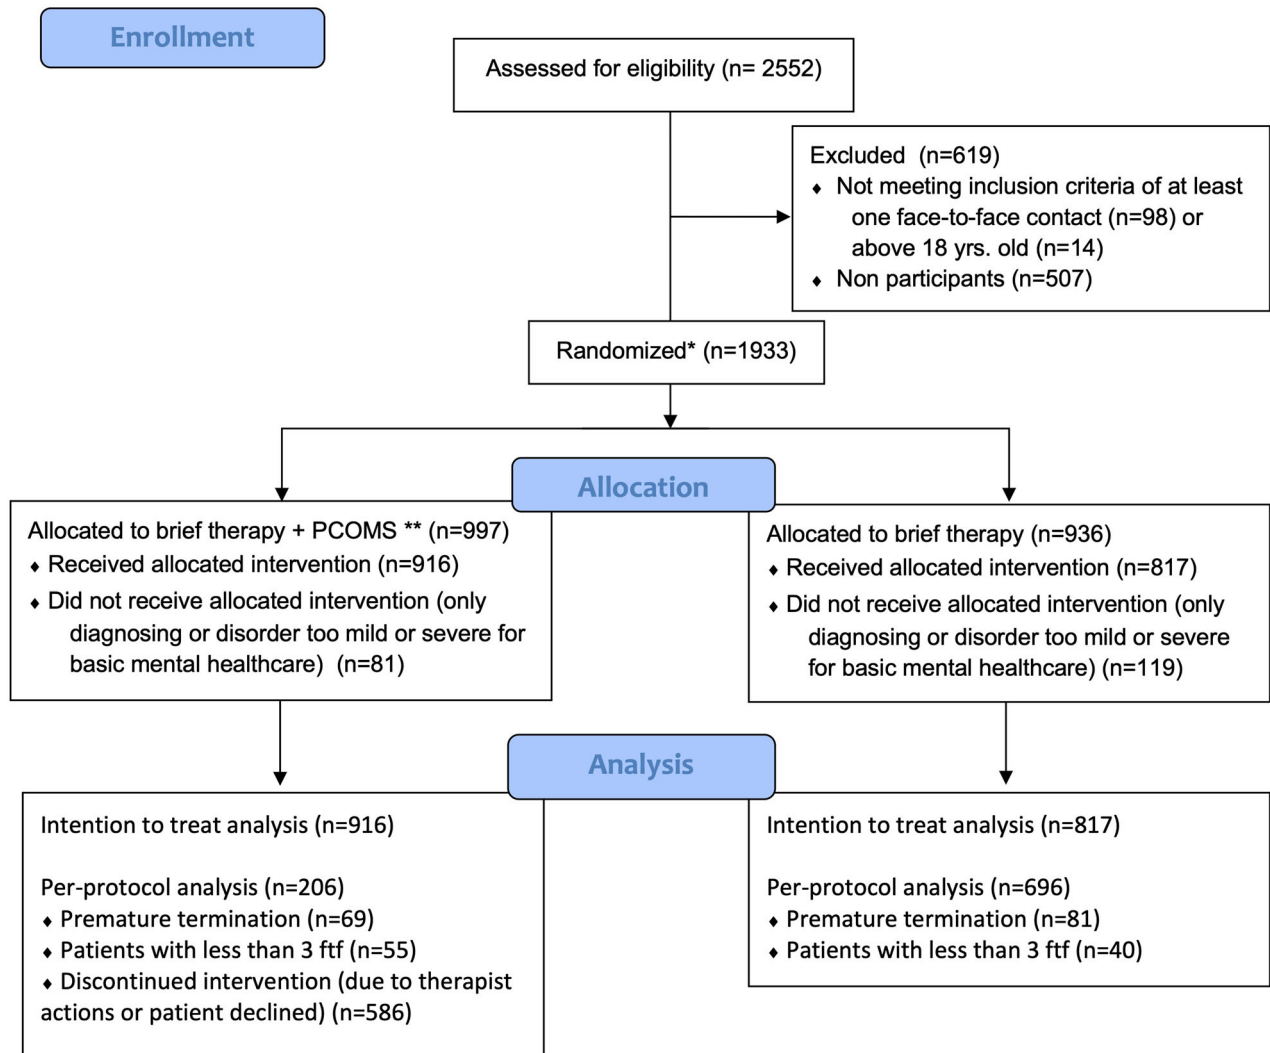 Enrollment
Assessed for eligibility (n= 2552)
Excluded (n=619)
♦ Not meeting inclusion criteria of at least
one face-to-face contact (n=98) or
above 18 yrs. old (n=14)
♦ Non participants (n=507)
Randomized* (n=1933)
Allocation
Allocated to brief therapy + PCOMS ** (n=997)
♦ Received allocated intervention (n=916)
♦ Did not receive allocated intervention (only
diagnosing or disorder too mild or severe for
basic mental healthcare) (n=81)
Allocated to brief therapy (n=936)
♦ Received allocated intervention (n=817)
♦ Did not receive allocated intervention (only
diagnosing or disorder too mild or severe
for basic mental healthcare) (n=119)
Analysis
Intention to treat analysis (n=916)
Per-protocol analysis (n=206)
♦ Premature termination (n=69)
♦ Patients with less than 3 ftf (n=55)
♦ Discontinued intervention (due to therapist
actions or patient declined) (n=586)
Intention to treat analysis (n=817)
Per-protocol analysis (n=696)
♦ Premature termination (n=81)
♦ Patients with less than 3 ftf (n=40)